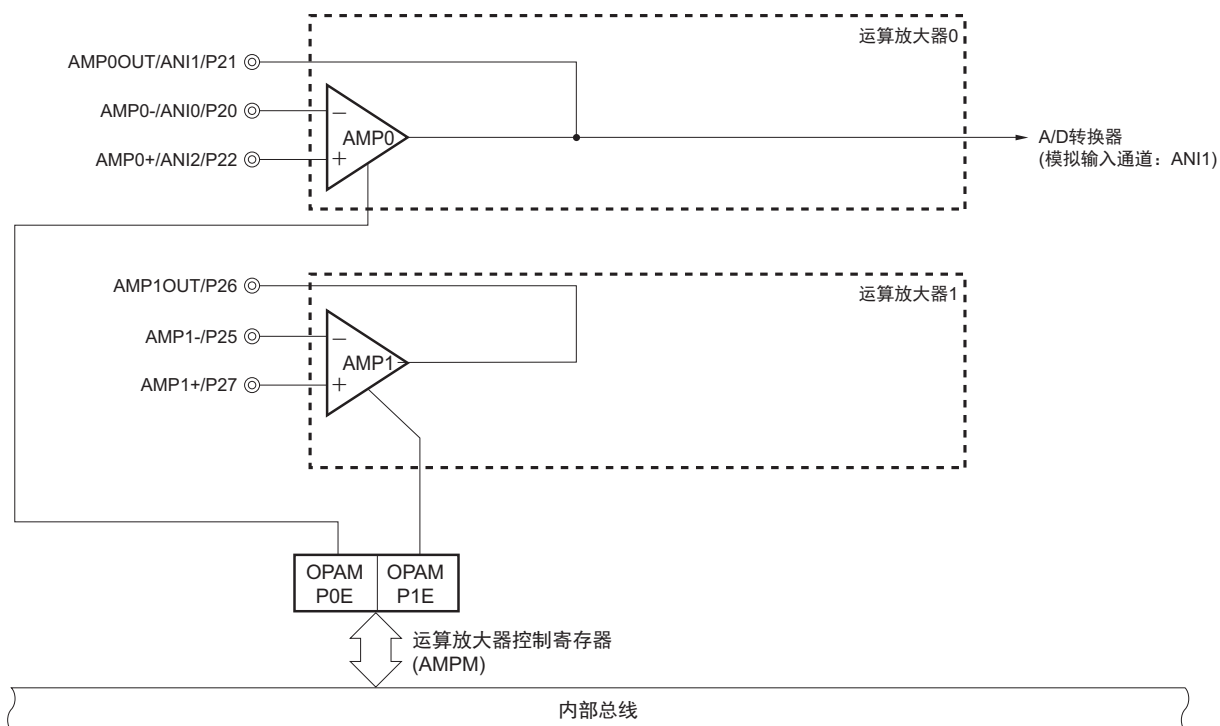 运算放大器0
AMP0OUT/ANI1/P21
AMP0-/ANI0/P20
AMP0+/ANI2/P22
−
AMP0
+
A/D转换器
(模拟输入通道：ANI1)
运算放大器1
AMP1OUT/P26
AMP1-/P25
AMP1+/P27
−
AMP1
+
OPAM
P0E
OPAM
P1E
运算放大器控制寄存器
(AMPM)
内部总线